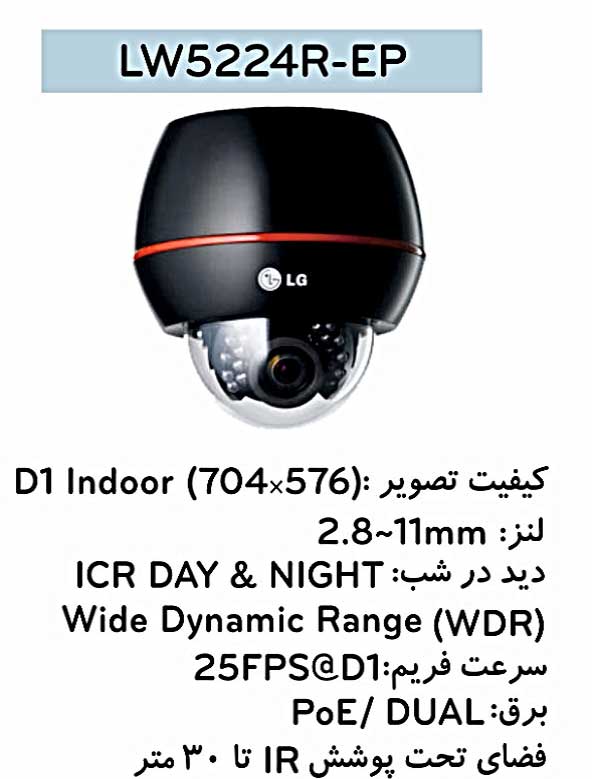 LW5224R-EP
LG
کیفیت تصویر: D1 Indoor (704×576)
لنز: 2.8~11mm
دید در شب: ICR DAY & NIGHT
Wide Dynamic Range (WDR)
سرعت فریم:25FPS@D1
برق: PoE/ DUAL
فضای تحت پوشش IR تا ۳۰ متر